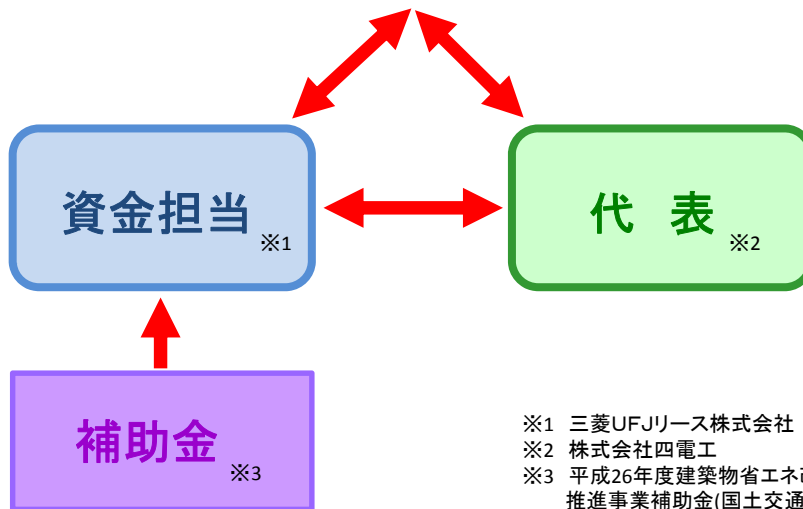 資金担当 ※1
代 表 ※2
補助金 ※3
※1 三菱UFJリース株式会社
※2 株式会社四電工
※3 平成26年度建築物省エネ
推進事業補助金(国土交通